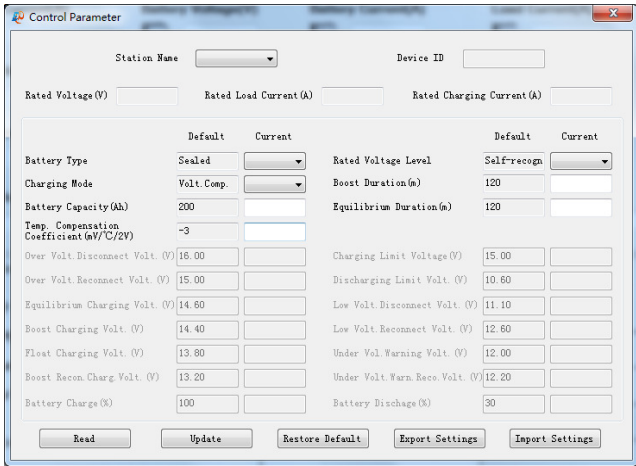 Control Parameter
Station Name Device ID
Rated Voltage(V) Rated Load Current(A) Rated Charging Current(A)
Default Current Default Current
Battery Type Sealed Rated Voltage Level Self-recogn
Charging Mode Volt.Comp. Boost Duration(m) 120
Battery Capacity(Ah) 200 Equilibrium Duration(m) 120
Temp. Compensation
Coefficient(mV/℃/2V) -3
Over Volt.Disconnect Volt. (V) 16.00 Charging Limit Voltage(V) 15.00
Over Volt.Reconnect Volt. (V) 15.00 Discharging Limit Volt. (V) 10.60
Equilibrium Charging Volt. (V) 14.60 Low Volt.Disconnect Volt. (V) 11.10
Boost Charging Volt. (V) 14.40 Low Volt.Reconnect Volt. (V) 12.60
Float Charging Volt. (V) 13.80 Under Vol.Warning Volt. (V) 12.00
Boost Recon.Charg.Volt. (V) 13.20 Under Volt.Warn.Reco.Volt. (V) 12.20
Battery Charge(%) 100 Battery Dischage(%) 30
Read Update Restore Default Export Settings Import Settings